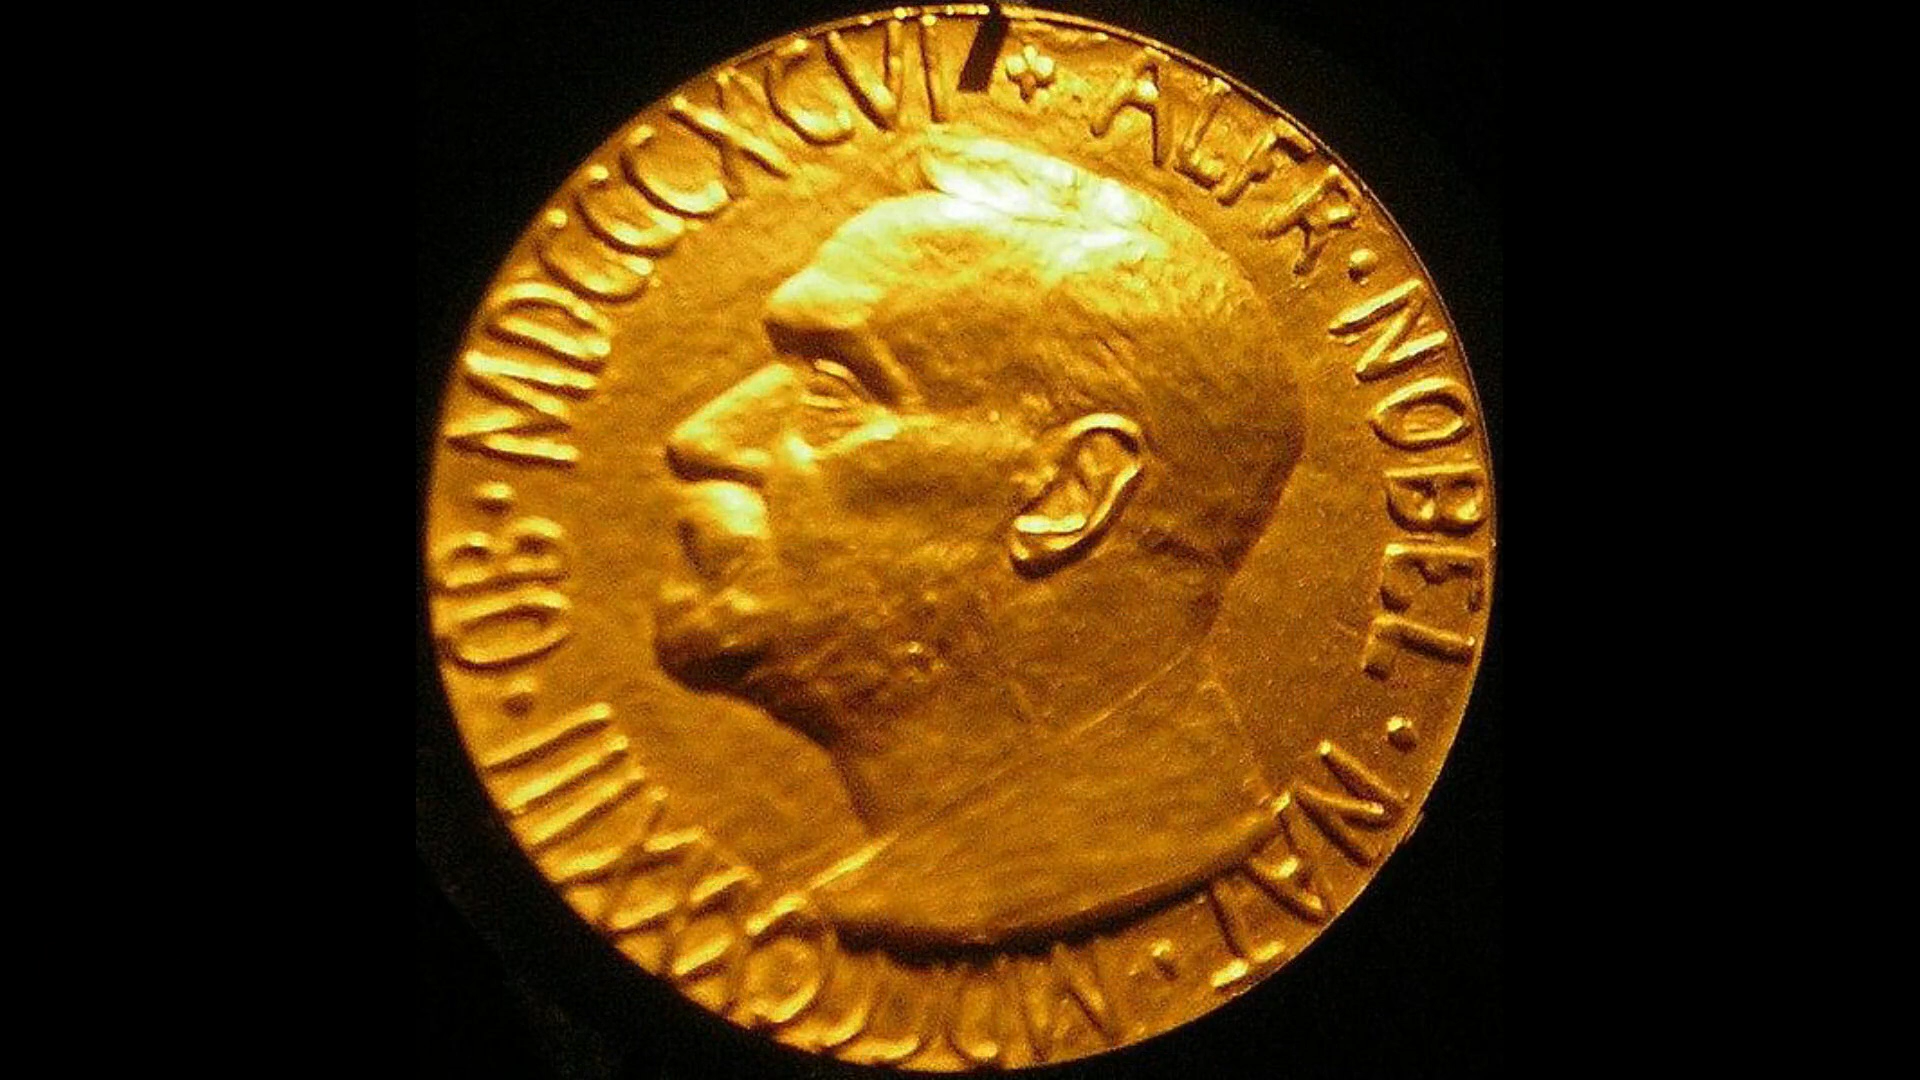 ALFR · NOBEL · NAT · MDCCCXXXIII · OB · MDCCCXCVI